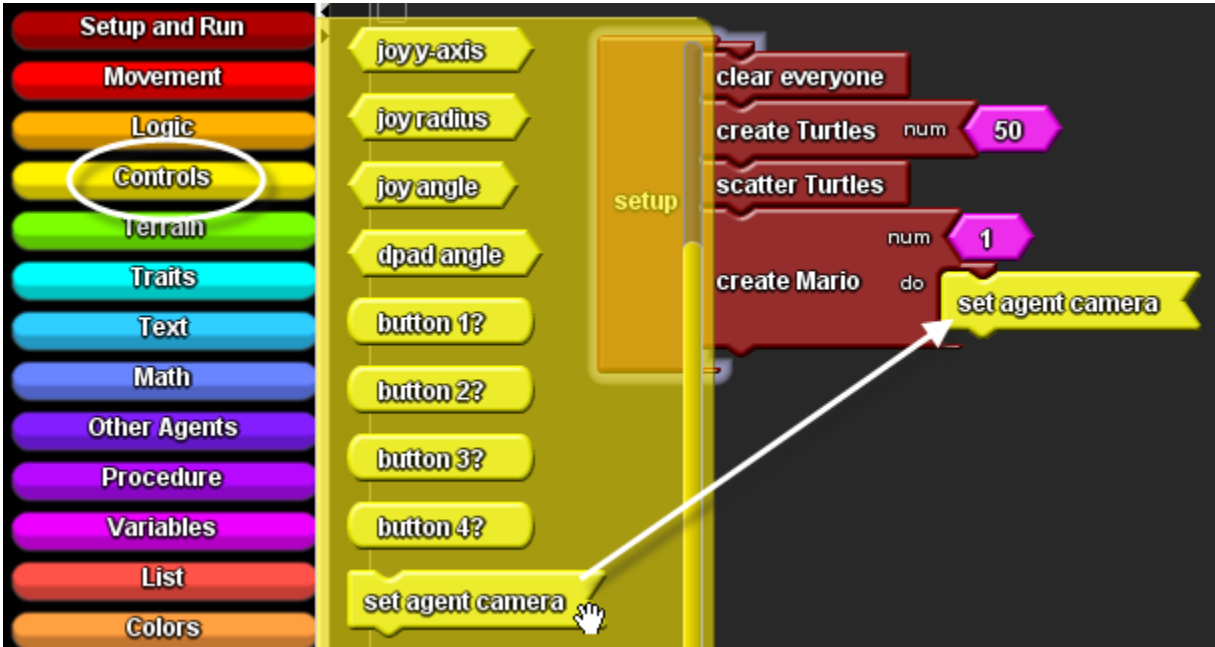 Setup and Run
Movement
Logic
Controls
Terrain
Traits
Text
Math
Other Agents
Procedure
Variables
List
Colors
joy y-axis
joy radius
joy angle
dpad angle
button 1?
button 2?
button 3?
button 4?
set agent camera
setup
clear everyone
create Turtles num 50
scatter Turtles
num 1
create Mario do
set agent camera